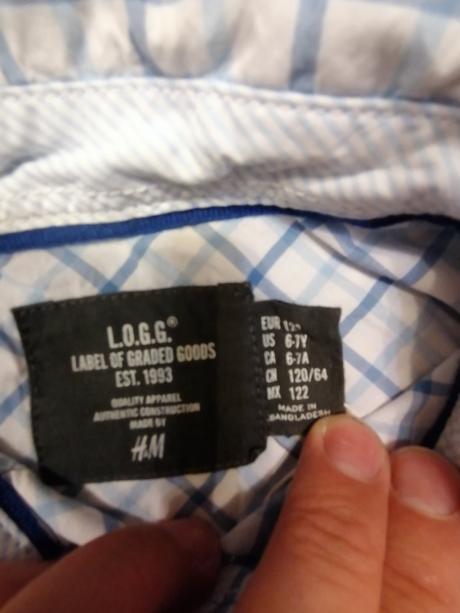 L.O.G.G.®
LABEL OF GRADED GOODS
EST. 1993
QUALITY APPAREL
AUTHENTIC CONSTRUCTION
MADE BY
H&M
EUR
US 6-7Y
CA 6-7A
CN 120/64
MX 122
MADE IN
BANGLADESH